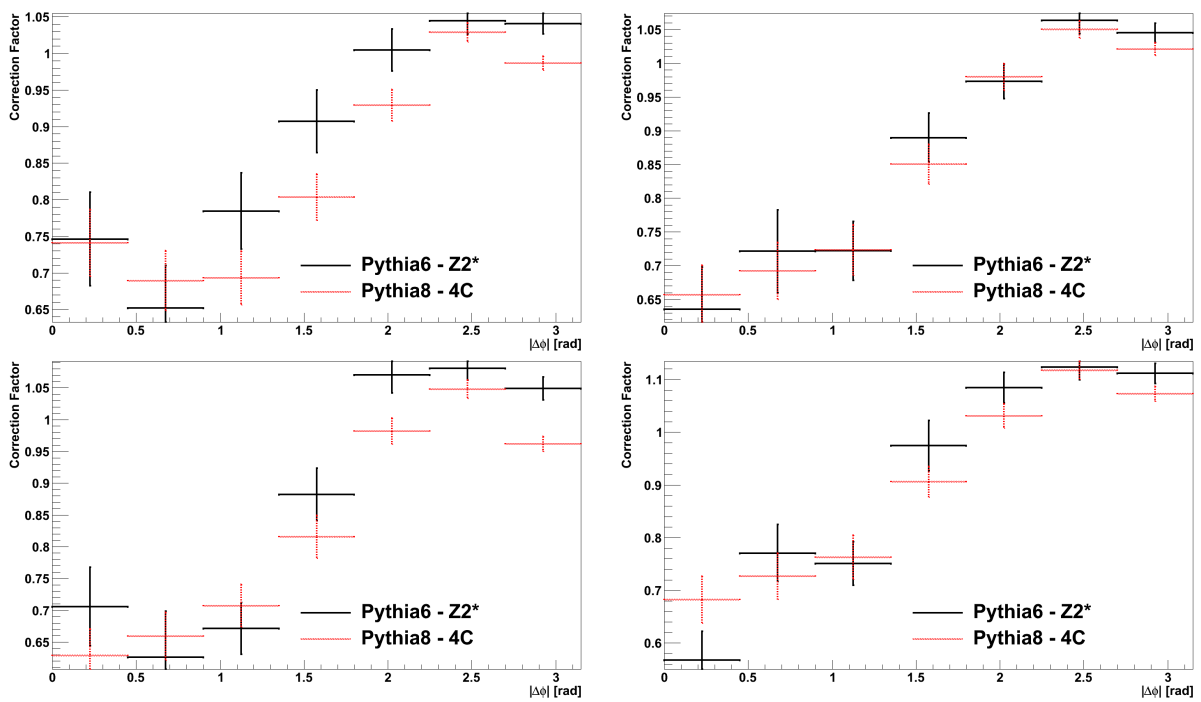 Correction Factor
1.05
1
0.95
0.9
0.85
0.8
0.75
0.7
0.65
Pythia6 - Z2*
Pythia8 - 4C
0 0.5 1 1.5 2 2.5 3
|Δϕ| [rad]
Correction Factor
1.05
1
0.95
0.9
0.85
0.8
0.75
0.7
0.65
Pythia6 - Z2*
Pythia8 - 4C
0 0.5 1 1.5 2 2.5 3
|Δϕ| [rad]
Correction Factor
1.05
1
0.95
0.9
0.85
0.8
0.75
0.7
0.65
Pythia6 - Z2*
Pythia8 - 4C
0 0.5 1 1.5 2 2.5 3
|Δϕ| [rad]
Correction Factor
1.1
1
0.9
0.8
0.7
0.6
Pythia6 - Z2*
Pythia8 - 4C
0 0.5 1 1.5 2 2.5 3
|Δϕ| [rad]